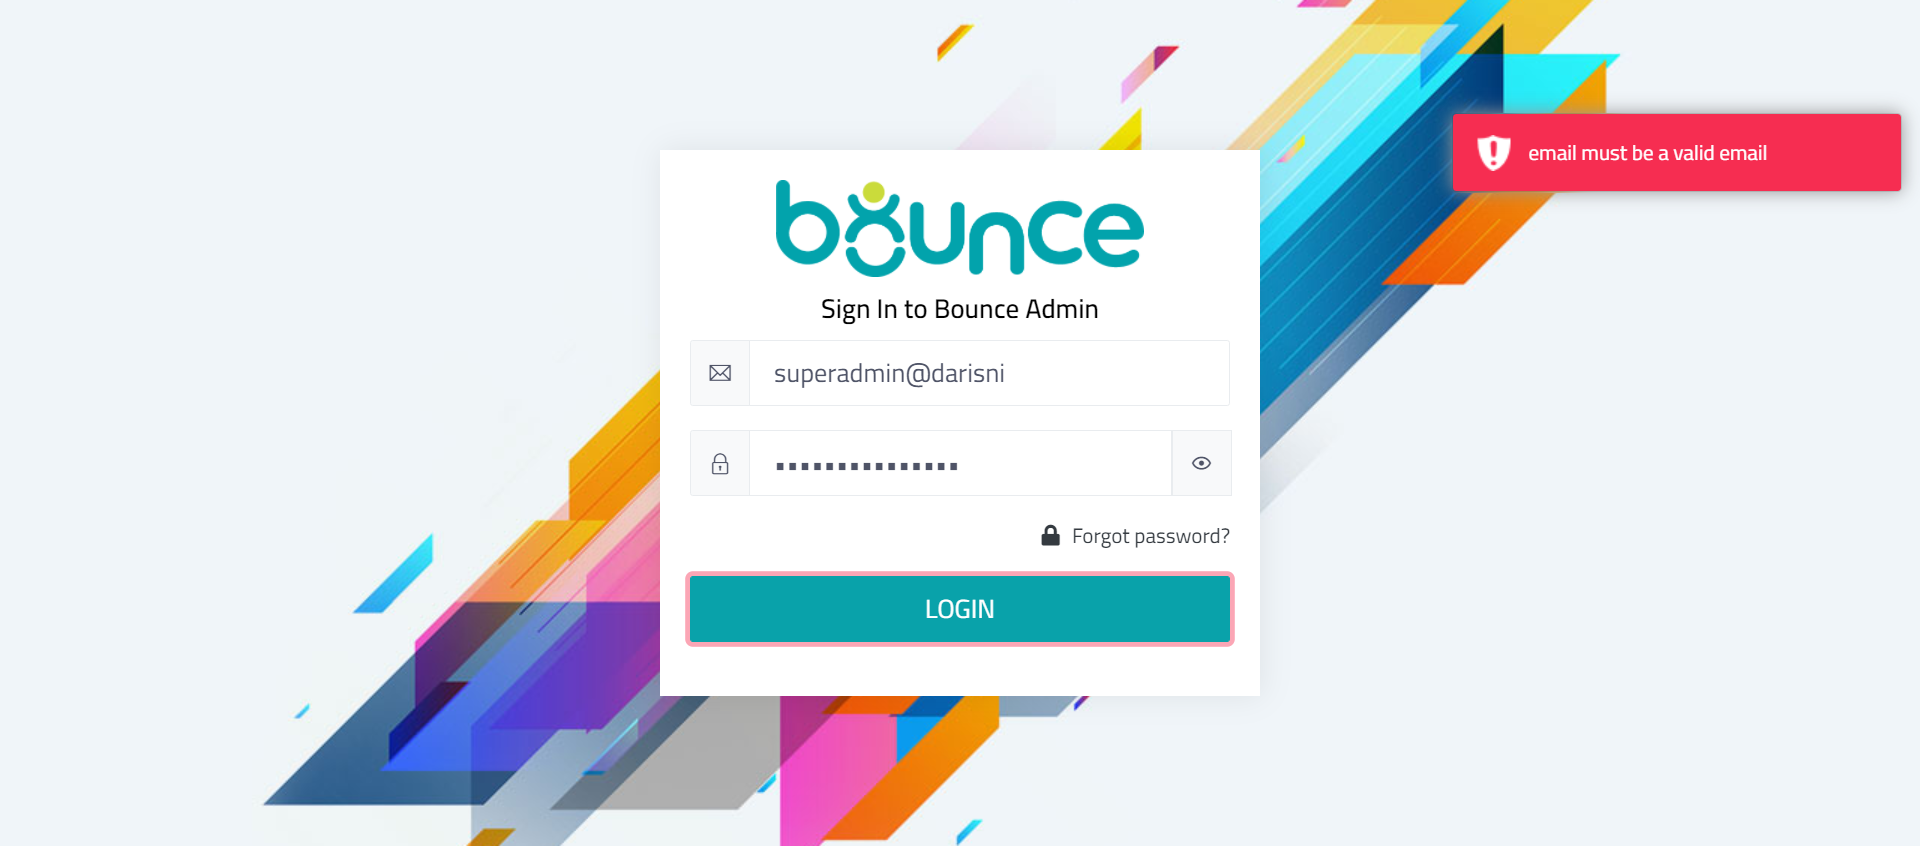 bounce
email must be a valid email
Sign In to Bounce Admin
superadmin@darisni
Forgot password?
LOGIN